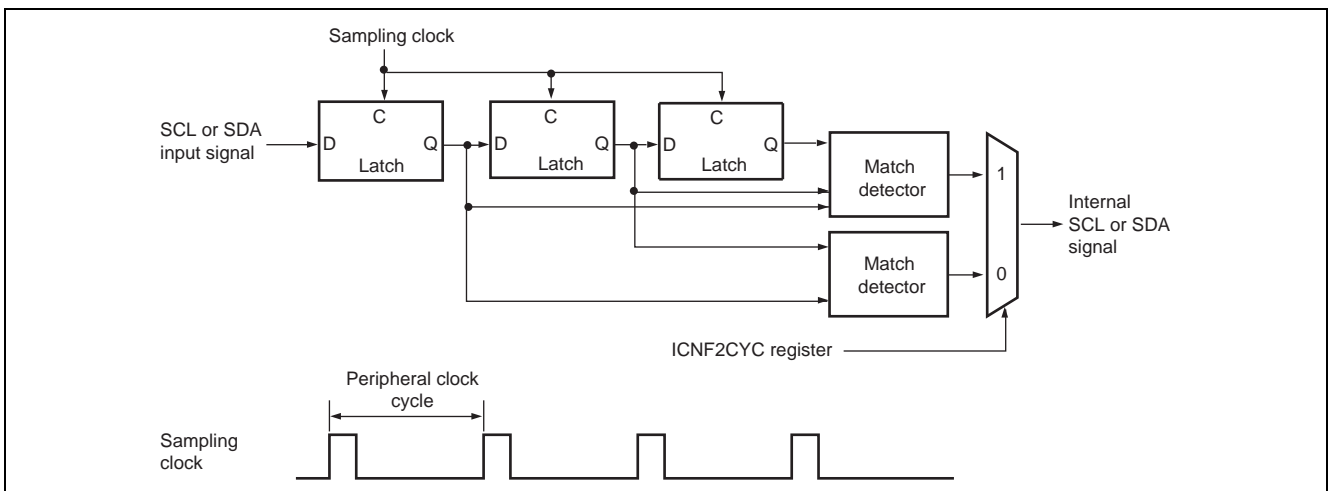 Sampling clock
SCL or SDA
input signal
C
D
Q
Latch
C
D
Q
Latch
C
D
Q
Latch
Match
detector
1
Internal
SCL or SDA
signal
Match
detector
0
ICNF2CYC register
Peripheral clock
cycle
Sampling
clock